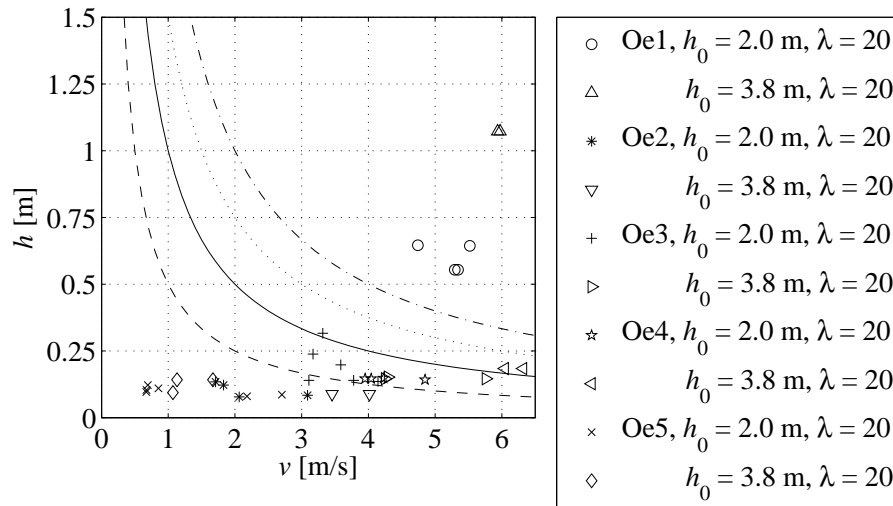 1.5
1.25
1
0.75
0.5
0.25
0
h [m]
0 1 2 3 4 5 6
v [m/s]
Oe1, h0 = 2.0 m, λ = 20
h0 = 3.8 m, λ = 20
Oe2, h0 = 2.0 m, λ = 20
h0 = 3.8 m, λ = 20
Oe3, h0 = 2.0 m, λ = 20
h0 = 3.8 m, λ = 20
Oe4, h0 = 2.0 m, λ = 20
h0 = 3.8 m, λ = 20
Oe5, h0 = 2.0 m, λ = 20
h0 = 3.8 m, λ = 20